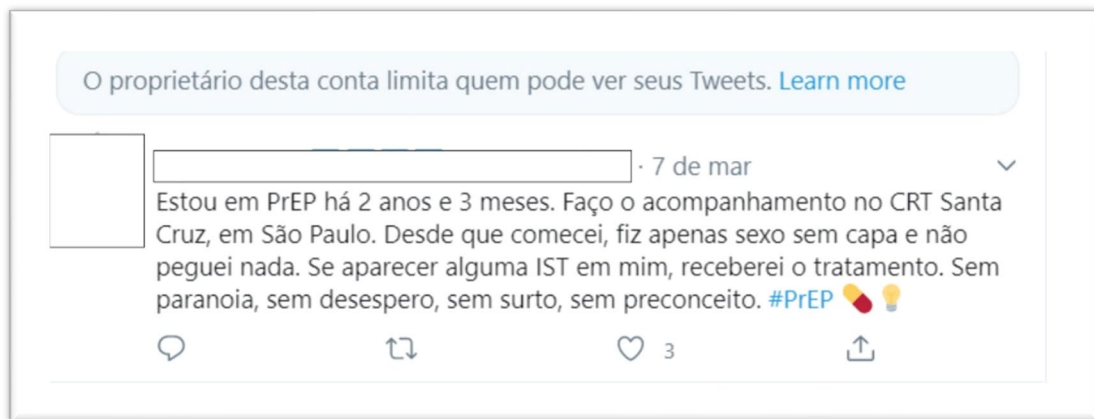 O proprietário desta conta limita quem pode ver seus Tweets. Learn more
· 7 de mar
Estou em PrEP há 2 anos e 3 meses. Faço o acompanhamento no CRT Santa
Cruz, em São Paulo. Desde que comecei, fiz apenas sexo sem capa e não
peguei nada. Se aparecer alguma IST em mim, receberei o tratamento. Sem
paranoia, sem desespero, sem surto, sem preconceito. #PrEP 💊💡
3